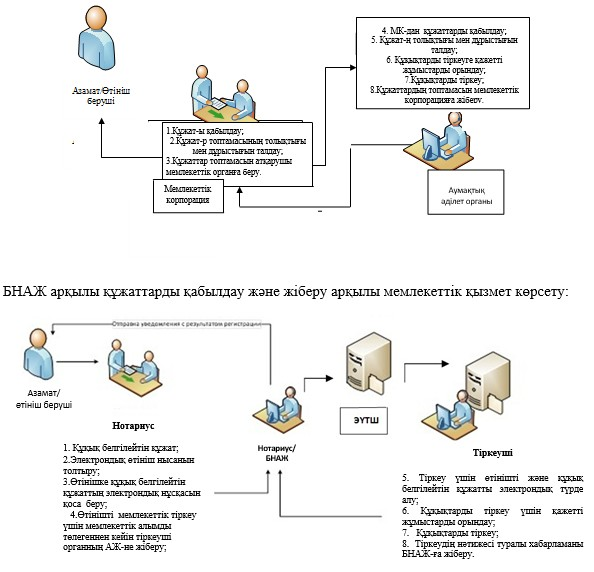 4. МК-дан құжаттарды қабылдау;
5. Құжат-ң толықтығы мен дұрыстығын
талдау;
6. Құқықтарды тіркеуге қажетті
жұмыстарды орындау;
7.Құқықтарды тіркеу;
8.Құжаттардың топтамасын мемлекеттік
корпорацияға жіберу.
Азамат/Өтініш
беруші
1.Құжат-ы қабылдау;
2.Құжат-р топтамасының толықтығы
мен дұрыстығын талдау;
3.Құжаттар топтамасын атқарушы
мемлекеттік органға беру.
Мемлекеттік
корпорация
Аумақтық
әділет органы
БНАЖ арқылы құжаттарды қабылдау және жіберу арқылы мемлекеттік қызмет көрсету:
Отправка уведомления с результатом регистрации
Азамат/
өтініш беруші
Нотариус
1. Құқық белгілейтін құжат;
2.Электрондық өтініш нысанын
толтыру;
3.Өтінішке құқық белгілейтін
құжаттың электрондық нұсқасын
қоса беру;
4.Өтінішті мемлекеттік тіркеу
үшін мемлекеттік алымды
төлегеннен кейін тіркеуші
органның АЖ-не жіберу;
Нотариус/
БНАЖ
ЭҮТШ
Тіркеуші
5. Тіркеу үшін өтінішті және құқық
белгілейтін құжатты электрондық түрде
алу;
6. Құқықтарды тіркеу үшін қажетті
жұмыстарды орындау;
7. Құқықтарды тіркеу;
8. Тіркеудің нәтижесі туралы хабарламаны
БНАЖ-ға жіберу.